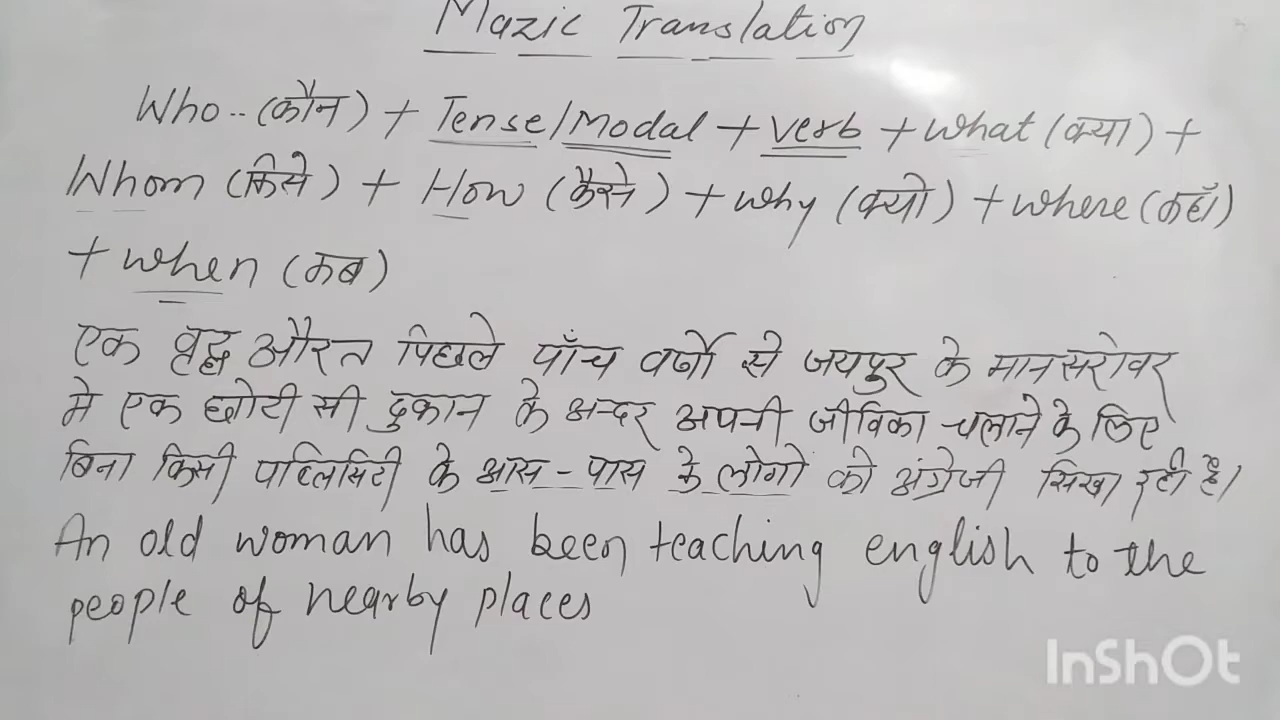 Mazic Translation
Who.. (कौन) + Tense/Modal + verb + what (क्या) +
Whom (किसे) + How (कैसे) + why (क्यो) + where (कहाँ)
+ when (कब)
एक वृद्ध औरत पिछले पाँच वर्षो से जयपुर के मानसरोवर
मे एक छोटी सी दुकान के अन्दर अपनी जीविका चलाने के लिए
बिना किसी पब्लिसिटी के आस-पास के लोगो को अंग्रेजी सिखा रही है।
An old woman has been teaching english to the
people of nearby places
InShOt